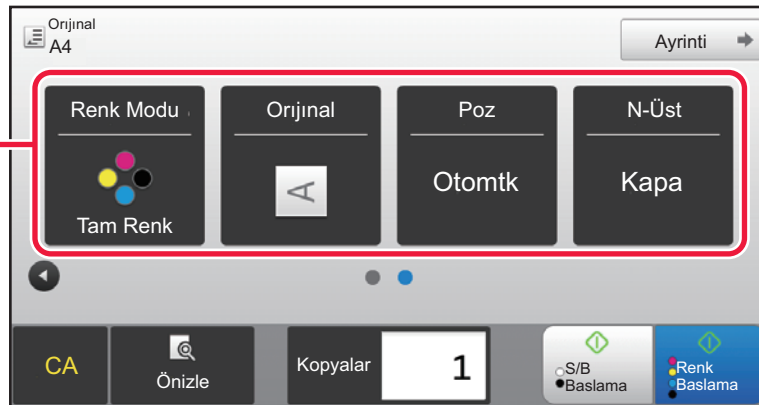 Orıjınal
A4
Ayrinti
Renk Modu
Orıjınal
Poz
N-Üst
A
Otomtk
Kapa
Tam Renk
CA
Önizle
Kopyalar
1
S/B
Baslama
Renk
Baslama